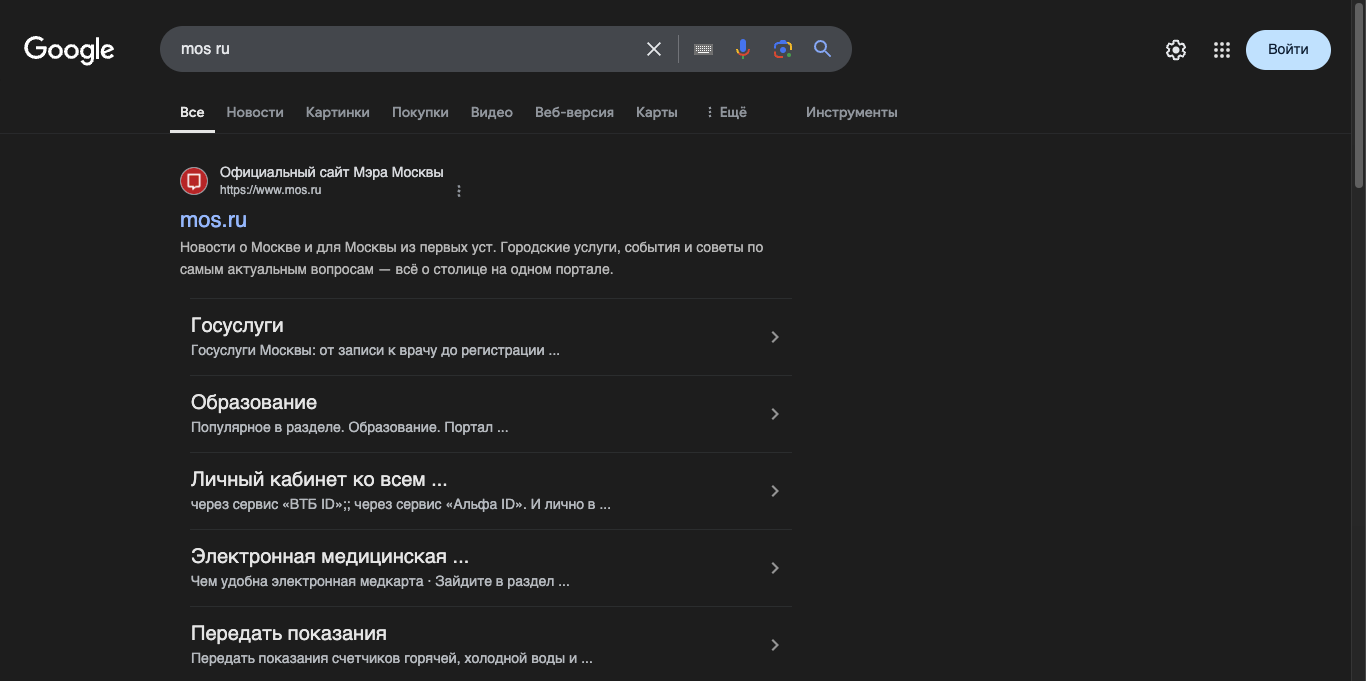 Google
mos ru
Войти
Все Новости Картинки Покупки Видео Веб-версия Карты Ещё Инструменты
Официальный сайт Мэра Москвы
https://www.mos.ru
mos.ru
Новости о Москве и для Москвы из первых уст. Городские услуги, события и советы по
самым актуальным вопросам — всё о столице на одном портале.
Госуслуги
Госуслуги Москвы: от записи к врачу до регистрации ...
Образование
Популярное в разделе. Образование. Портал ...
Личный кабинет ко всем ...
через сервис «ВТБ ID»;; через сервис «Альфа ID». И лично в ...
Электронная медицинская ...
Чем удобна электронная медкарта · Зайдите в раздел ...
Передать показания
Передать показания счетчиков горячей, холодной воды и ...